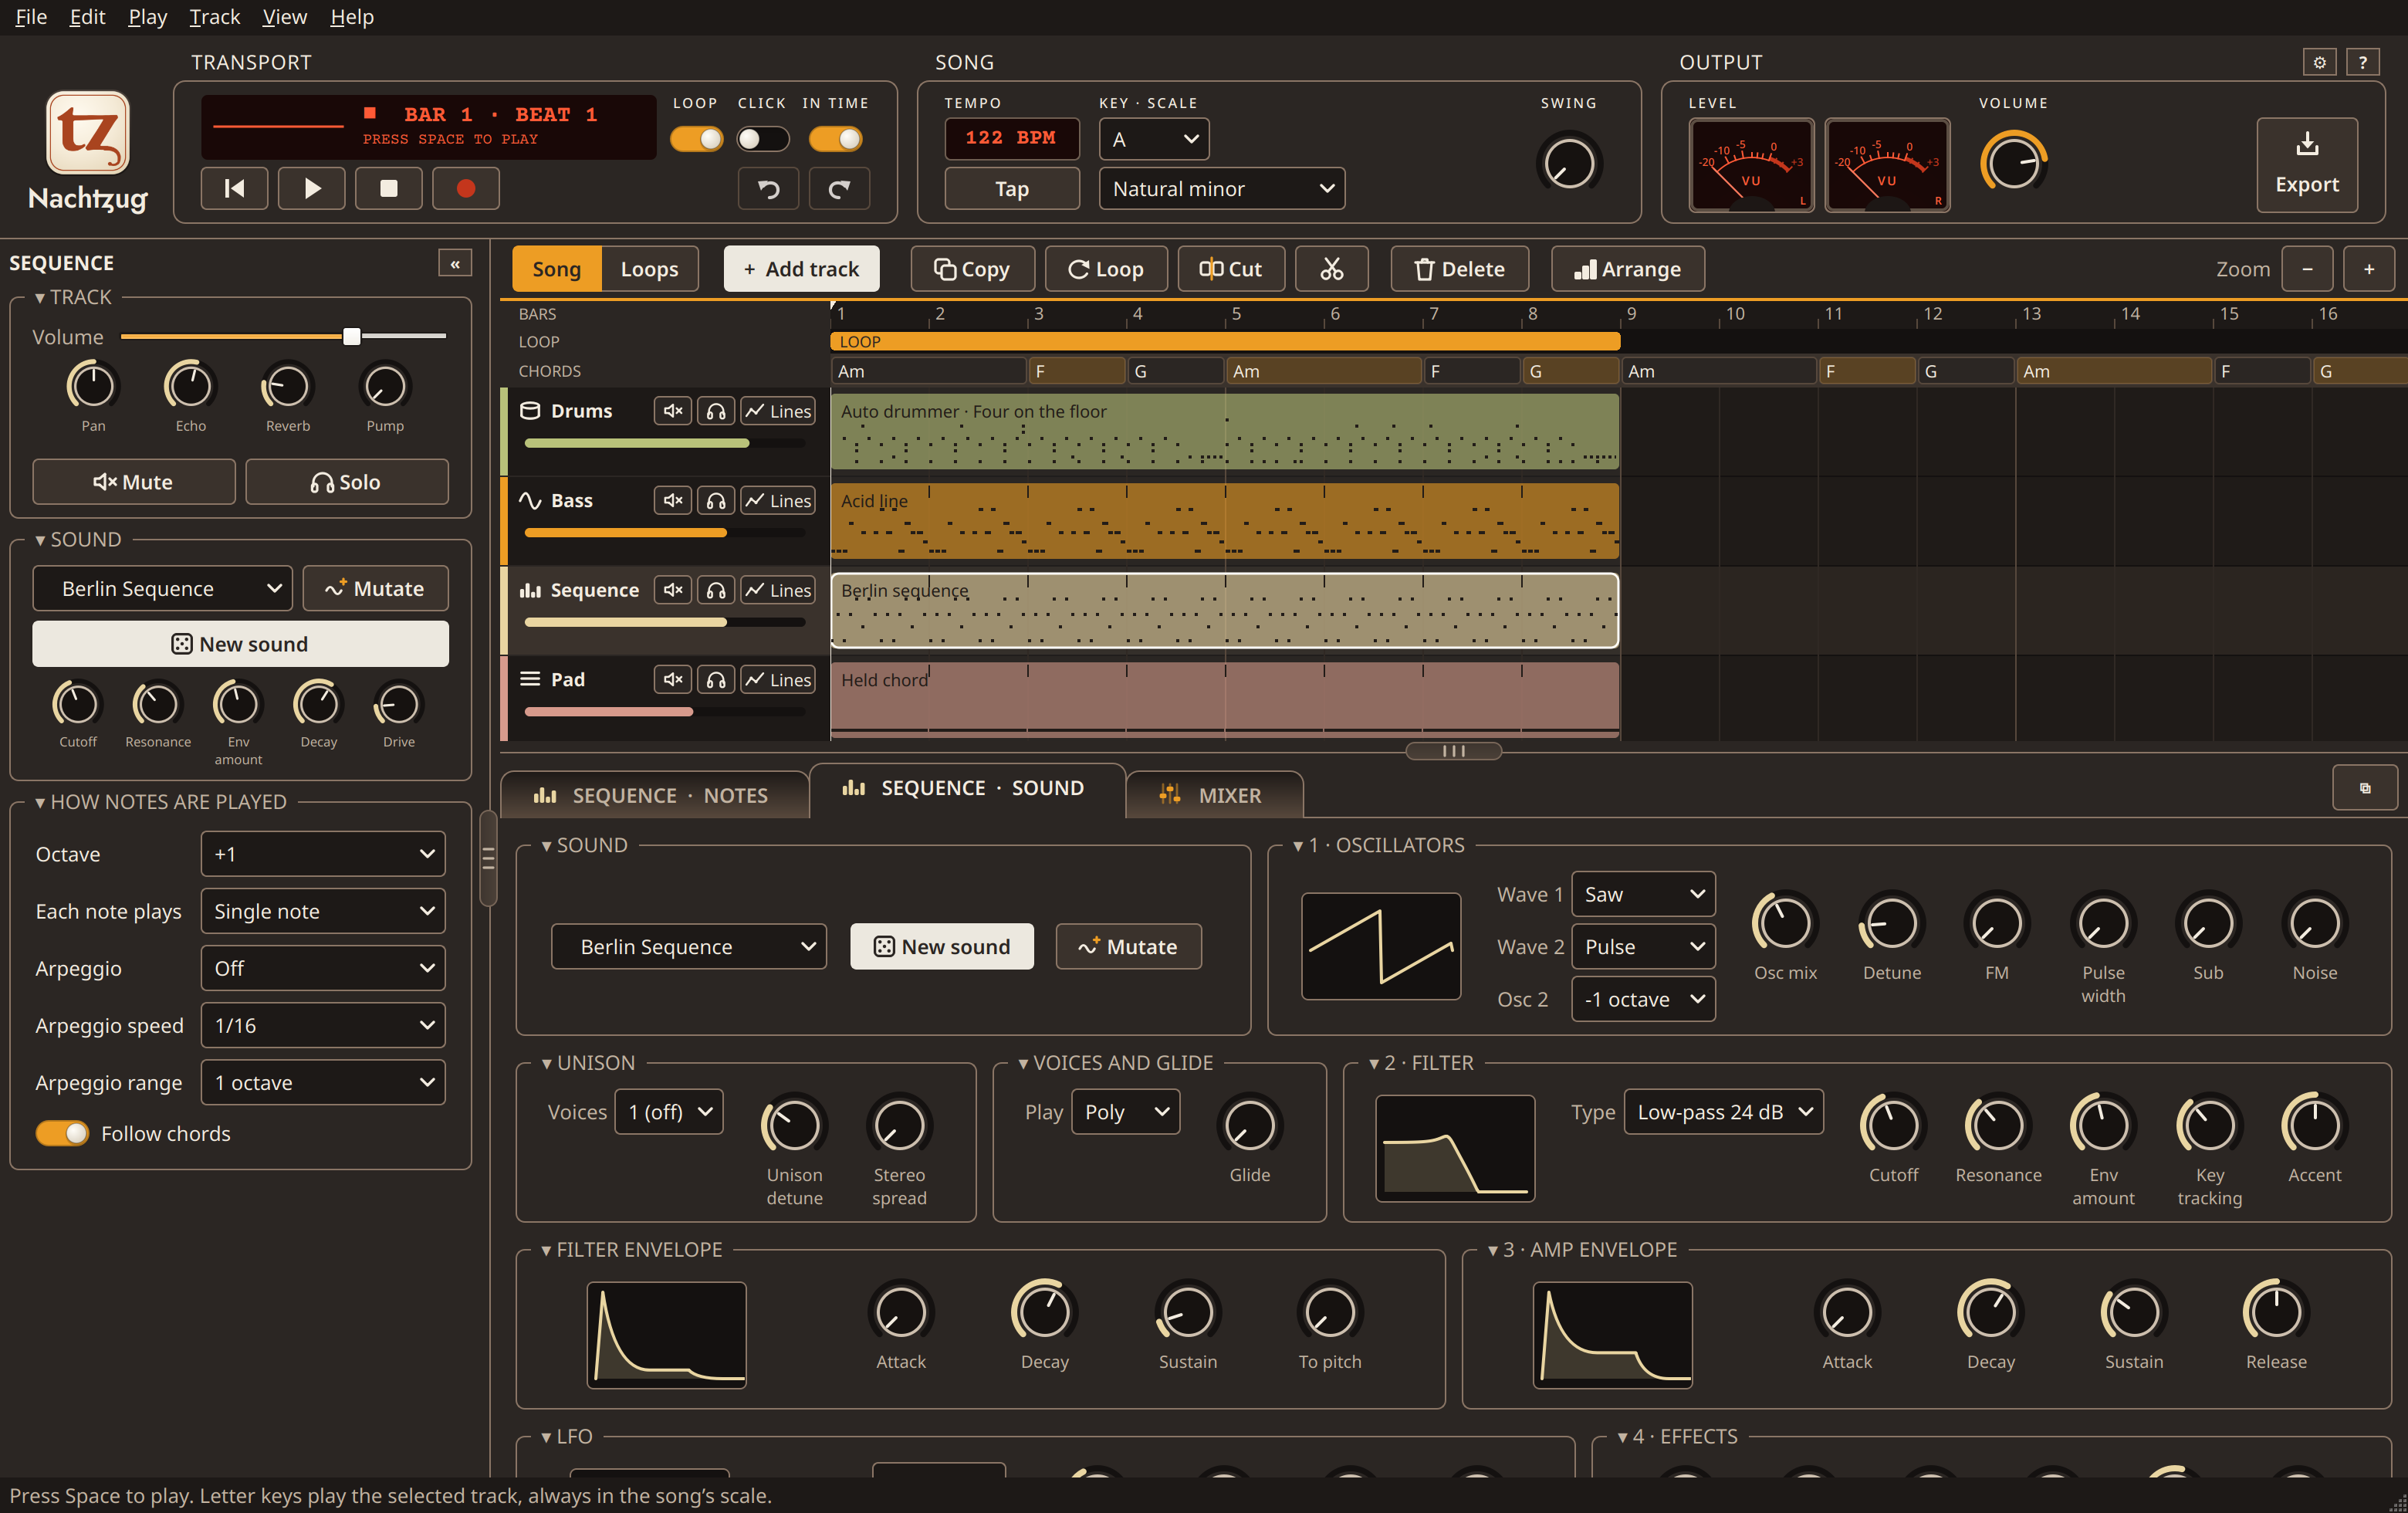 File Edit Play Track View Help
TRANSPORT
SONG
OUTPUT
⚙ ?
tz
Nachtzug
BAR 1 · BEAT 1
PRESS SPACE TO PLAY
LOOP CLICK IN TIME
TEMPO
122 BPM
Tap
KEY · SCALE
A
Natural minor
SWING
LEVEL
-20 -10 -5 0 +3
VU
L
-20 -10 -5 0 +3
VU
R
VOLUME
Export
SEQUENCE «
▾ TRACK
Volume
Pan Echo Reverb Pump
Mute Solo
▾ SOUND
Berlin Sequence Mutate
New sound
Cutoff Resonance Env amount Decay Drive
▾ HOW NOTES ARE PLAYED
Octave +1
Each note plays Single note
Arpeggio Off
Arpeggio speed 1/16
Arpeggio range 1 octave
Follow chords
Song Loops + Add track Copy Loop Cut Delete Arrange Zoom − +
BARS 1 2 3 4 5 6 7 8 9 10 11 12 13 14 15 16
LOOP LOOP
CHORDS Am F G Am F G Am F G Am F G
Drums Lines Auto drummer · Four on the floor
Bass Lines Acid line
Sequence Lines Berlin sequence
Pad Lines Held chord
SEQUENCE · NOTES SEQUENCE · SOUND MIXER
▾ SOUND
Berlin Sequence New sound Mutate
▾ 1 · OSCILLATORS
Wave 1 Saw
Wave 2 Pulse
Osc 2 -1 octave
Osc mix Detune FM Pulse width Sub Noise
▾ UNISON
Voices 1 (off)
Unison detune Stereo spread
▾ VOICES AND GLIDE
Play Poly
Glide
▾ 2 · FILTER
Type Low-pass 24 dB
Cutoff Resonance Env amount Key tracking Accent
▾ FILTER ENVELOPE
Attack Decay Sustain To pitch
▾ 3 · AMP ENVELOPE
Attack Decay Sustain Release
▾ LFO
▾ 4 · EFFECTS
Press Space to play. Letter keys play the selected track, always in the song’s scale.